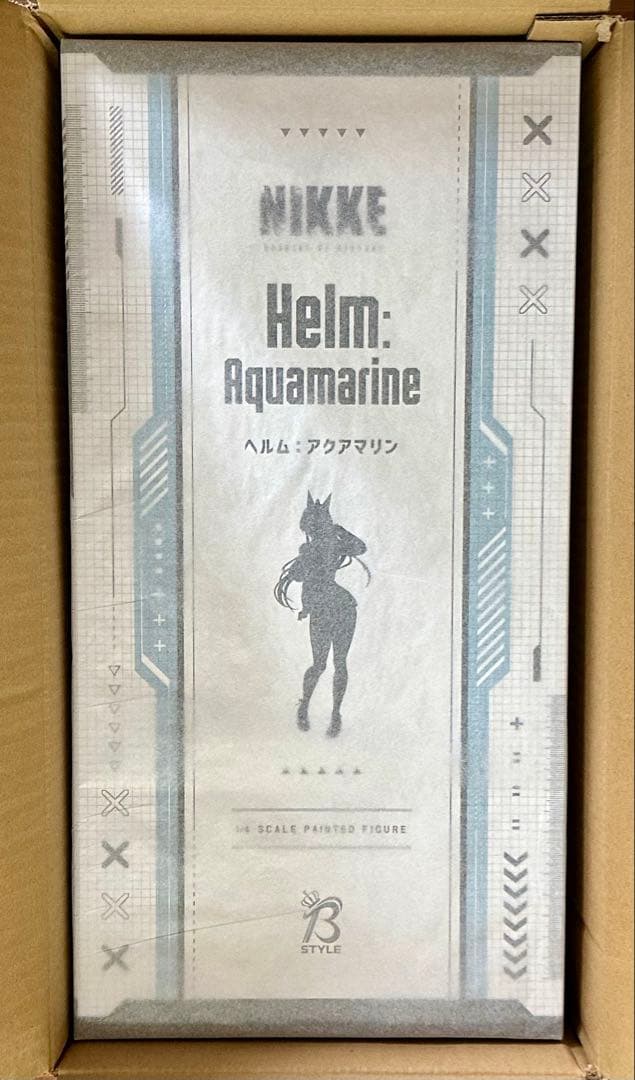 NIKKE
Helm:
Aquamarine
ヘルム：アクアマリン
1/4 SCALE PAINTED FIGURE
B
STYLE